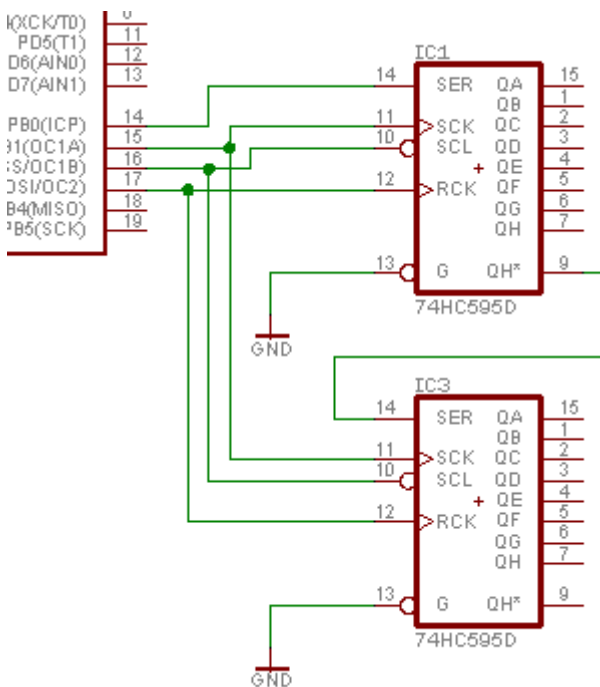 (XCK/T0)
PD5(T1) 11
D6(AIN0) 12
D7(AIN1) 13
PB0(ICP) 14
B1(OC1A) 15
S/OC1B) 16
OSI/OC2) 17
B4(MISO) 18
PB5(SCK) 19
IC1
14 SER QA 15
QB 1
11 SCK QC 2
10 SCL QD 3
+ QE 4
12 RCK QF 5
QG 6
QH 7
13 G QH* 9
74HC595D
GND
IC3
14 SER QA 15
QB 1
11 SCK QC 2
10 SCL QD 3
+ QE 4
12 RCK QF 5
QG 6
QH 7
13 G QH* 9
74HC595D
GND